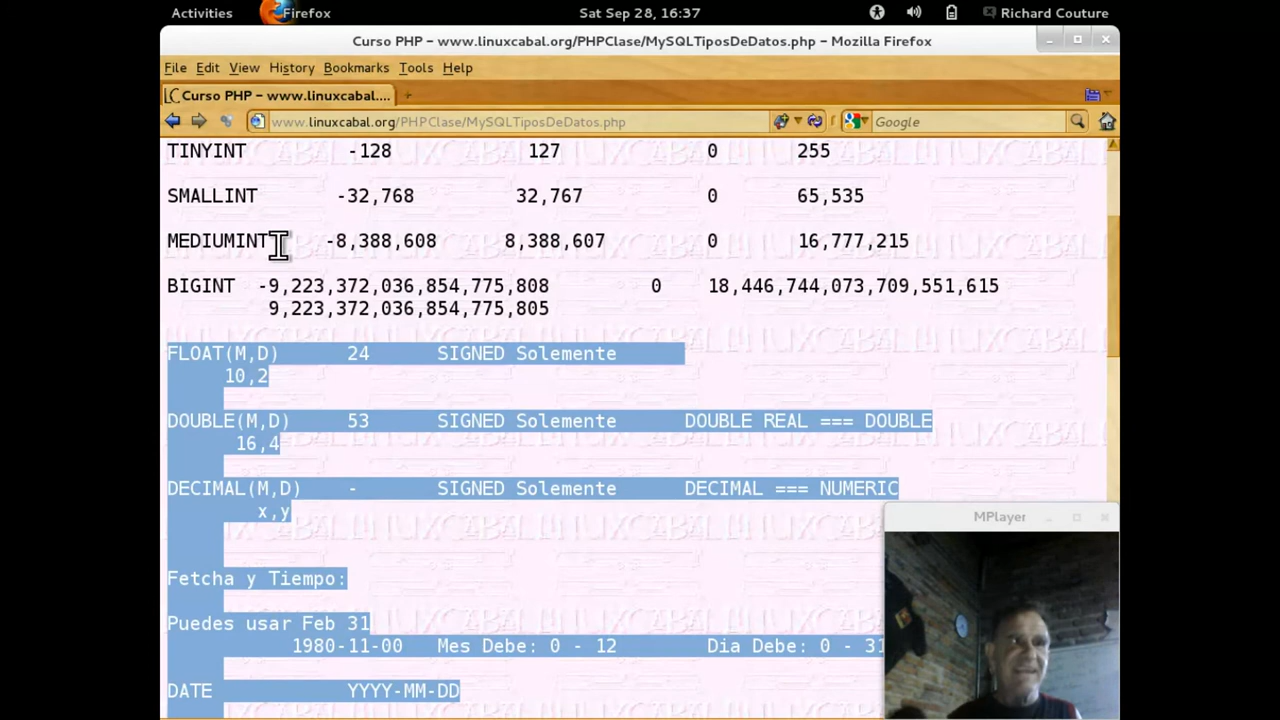 Activities Firefox Sat Sep 28, 16:37 Richard Couture
Curso PHP - www.linuxcabal.org/PHPClase/MySQLTiposDeDatos.php - Mozilla Firefox
File Edit View History Bookmarks Tools Help
Curso PHP - www.linuxcabal....
www.linuxcabal.org/PHPClase/MySQLTiposDeDatos.php Google
TINYINT -128 127 0 255
SMALLINT -32,768 32,767 0 65,535
MEDIUMINT -8,388,608 8,388,607 0 16,777,215
BIGINT -9,223,372,036,854,775,808 0 18,446,744,073,709,551,615
9,223,372,036,854,775,805
FLOAT(M,D) 24 SIGNED Solemente
10,2
DOUBLE(M,D) 53 SIGNED Solemente DOUBLE REAL === DOUBLE
16,4
DECIMAL(M,D) - SIGNED Solemente DECIMAL === NUMERIC
x,y
MPlayer
Fetcha y Tiempo:
Puedes usar Feb 31
1980-11-00 Mes Debe: 0 - 12 Dia Debe: 0 - 31
DATE YYYY-MM-DD